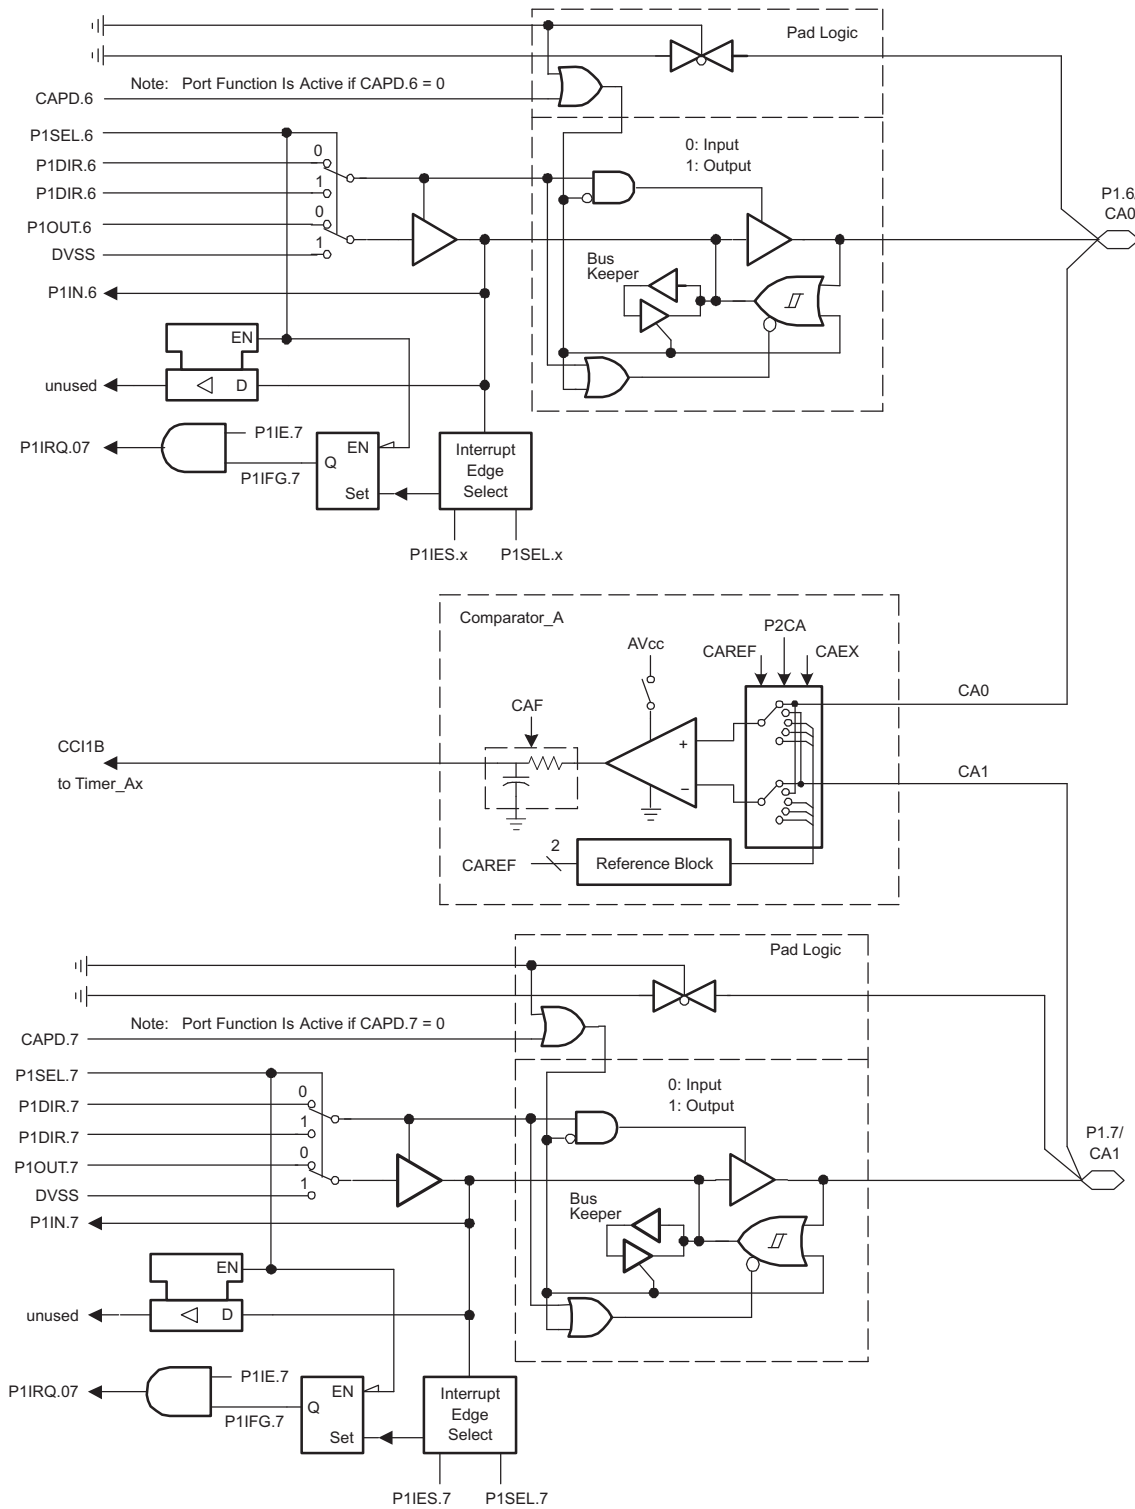 Pad Logic
Note: Port Function Is Active if CAPD.6 = 0
CAPD.6
P1SEL.6
0
P1DIR.6
1
P1DIR.6
0
P1OUT.6
1
DVSS
P1IN.6
0: Input
1: Output
Bus
Keeper
P1.6/
CA0
EN
unused
D
P1IRQ.07
P1IE.7
P1IFG.7
EN
Q
Set
Interrupt
Edge
Select
P1IES.x
P1SEL.x
Comparator_A
P2CA
AVcc
CAREF
CAEX
CAF
CA0
CCI1B
to Timer_Ax
+
−
CA1
2
CAREF
Reference Block
Pad Logic
Note: Port Function Is Active if CAPD.7 = 0
CAPD.7
P1SEL.7
0
P1DIR.7
1
P1DIR.7
0
P1OUT.7
1
DVSS
P1IN.7
0: Input
1: Output
Bus
Keeper
P1.7/
CA1
EN
unused
D
P1IRQ.07
P1IE.7
P1IFG.7
EN
Q
Set
Interrupt
Edge
Select
P1IES.7
P1SEL.7